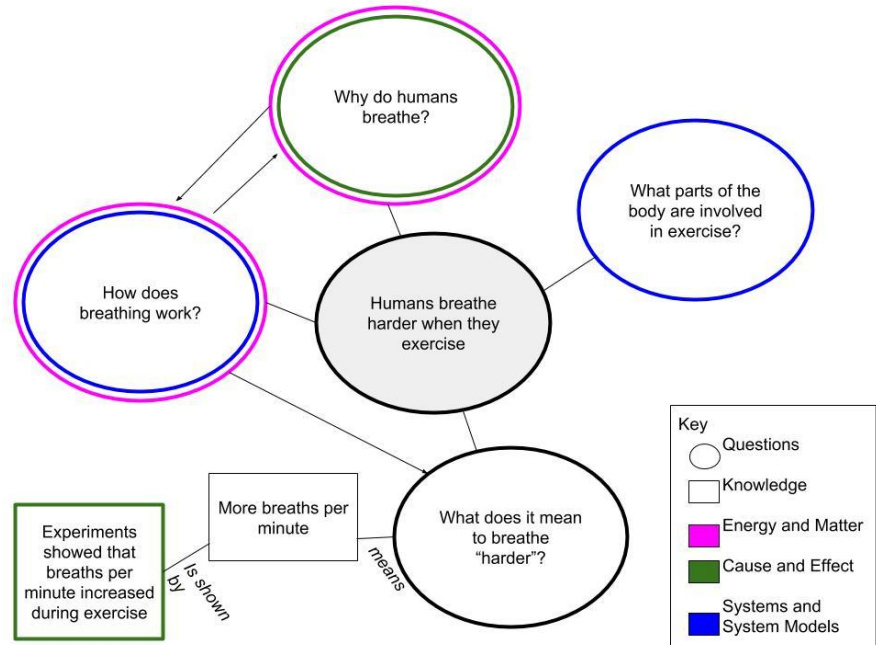 Why do humans
breathe?
What parts of the
body are involved
in exercise?
How does
breathing work?
Humans breathe
harder when they
exercise
Key
Questions
Knowledge
Energy and Matter
Cause and Effect
Systems and
System Models
More breaths per
minute
What does it mean
to breathe
“harder”?
means
Experiments
showed that
breaths per
minute increased
during exercise
Is shown
by